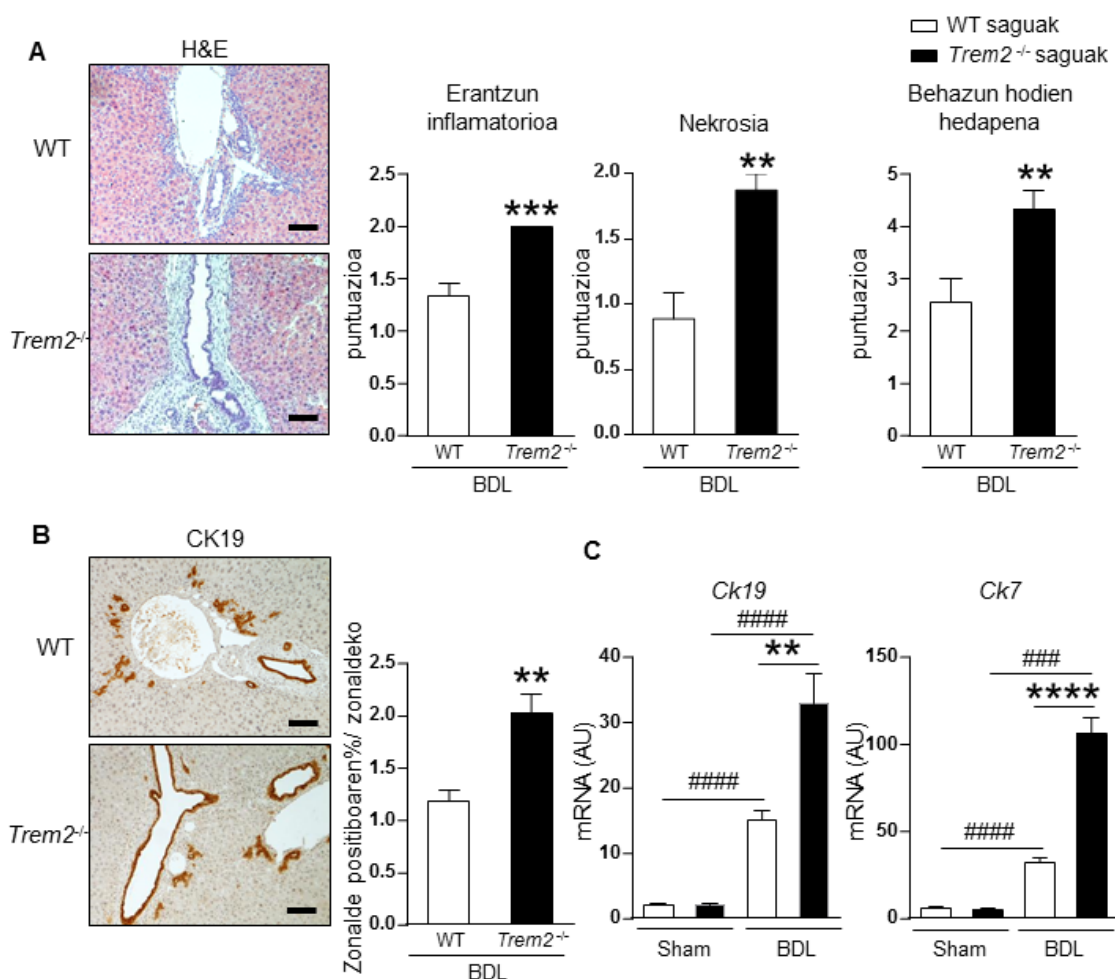 WT saguak
Trem2-/- saguak
A
H&E
WT
Trem2-/-
Erantzun
inflamatorioa
puntuazioa
2.5
2.0
1.5
1.0
0.5
0.0
***
WT Trem2-/-
BDL
Nekrosia
puntuazioa
2.0
1.5
1.0
0.5
0.0
**
WT Trem2-/-
BDL
Behazun hodien
hedapena
puntuazioa
5
4
3
2
1
0
**
WT Trem2-/-
BDL
B
CK19
WT
Trem2-/-
Zonalde positiboaren%/ zonaldeko
2.5
2.0
1.5
1.0
0.5
0.0
**
WT Trem2-/-
BDL
C
Ck19
mRNA (AU)
40
30
20
10
0
####
**
####
Sham BDL
Ck7
mRNA (AU)
150
100
50
0
###
****
####
Sham BDL